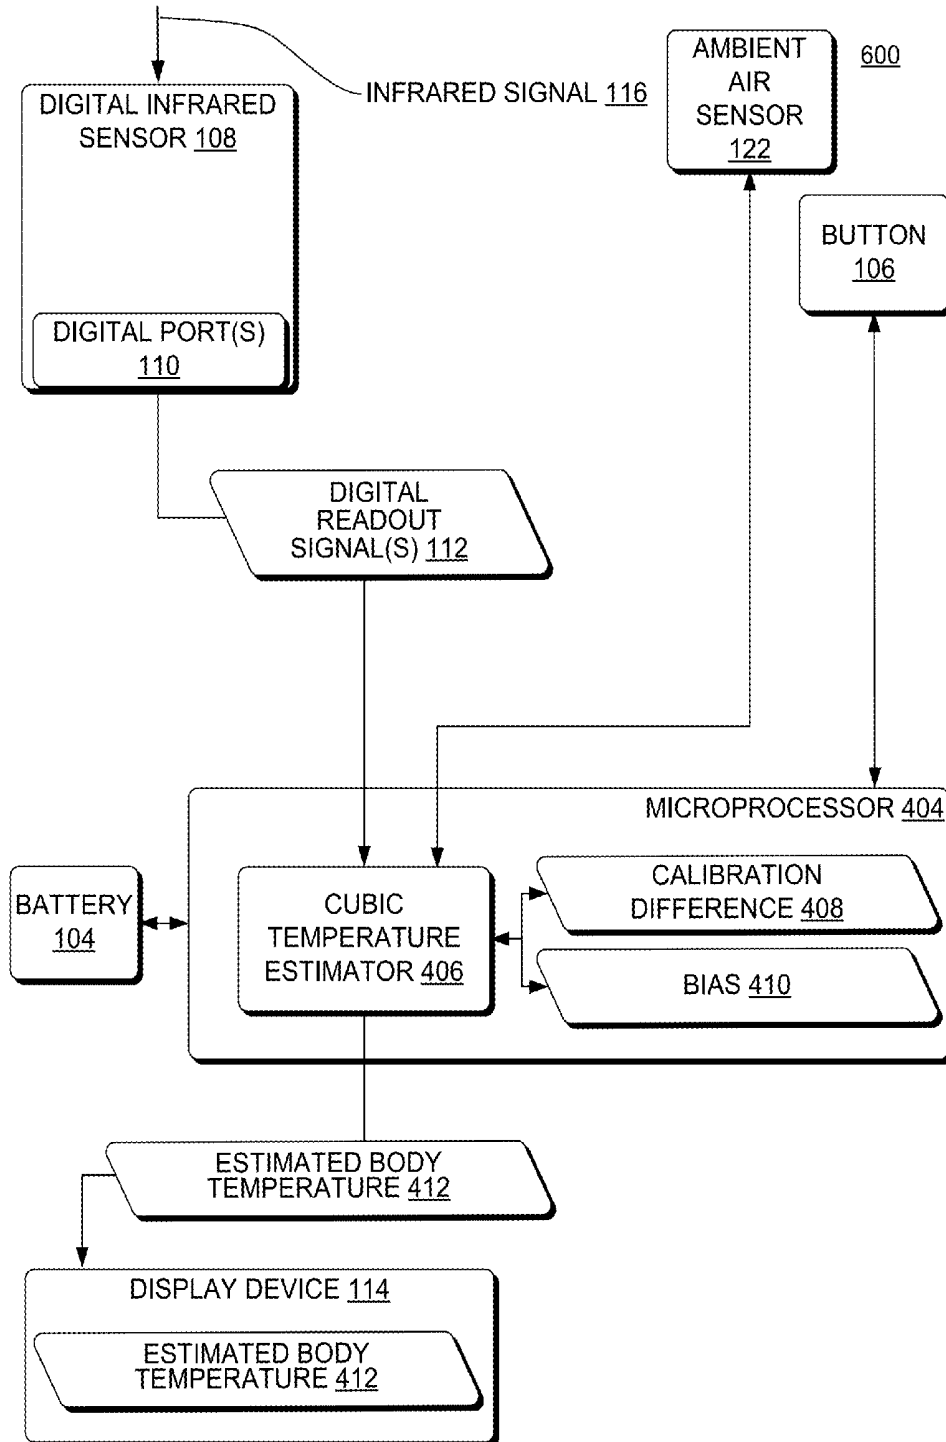 INFRARED SIGNAL 116
DIGITAL INFRARED
SENSOR 108
DIGITAL PORT(S)
110
AMBIENT
AIR
SENSOR
122
600
BUTTON
106
DIGITAL
READOUT
SIGNAL(S) 112
MICROPROCESSOR 404
BATTERY
104
CUBIC
TEMPERATURE
ESTIMATOR 406
CALIBRATION
DIFFERENCE 408
BIAS 410
ESTIMATED BODY
TEMPERATURE 412
DISPLAY DEVICE 114
ESTIMATED BODY
TEMPERATURE 412